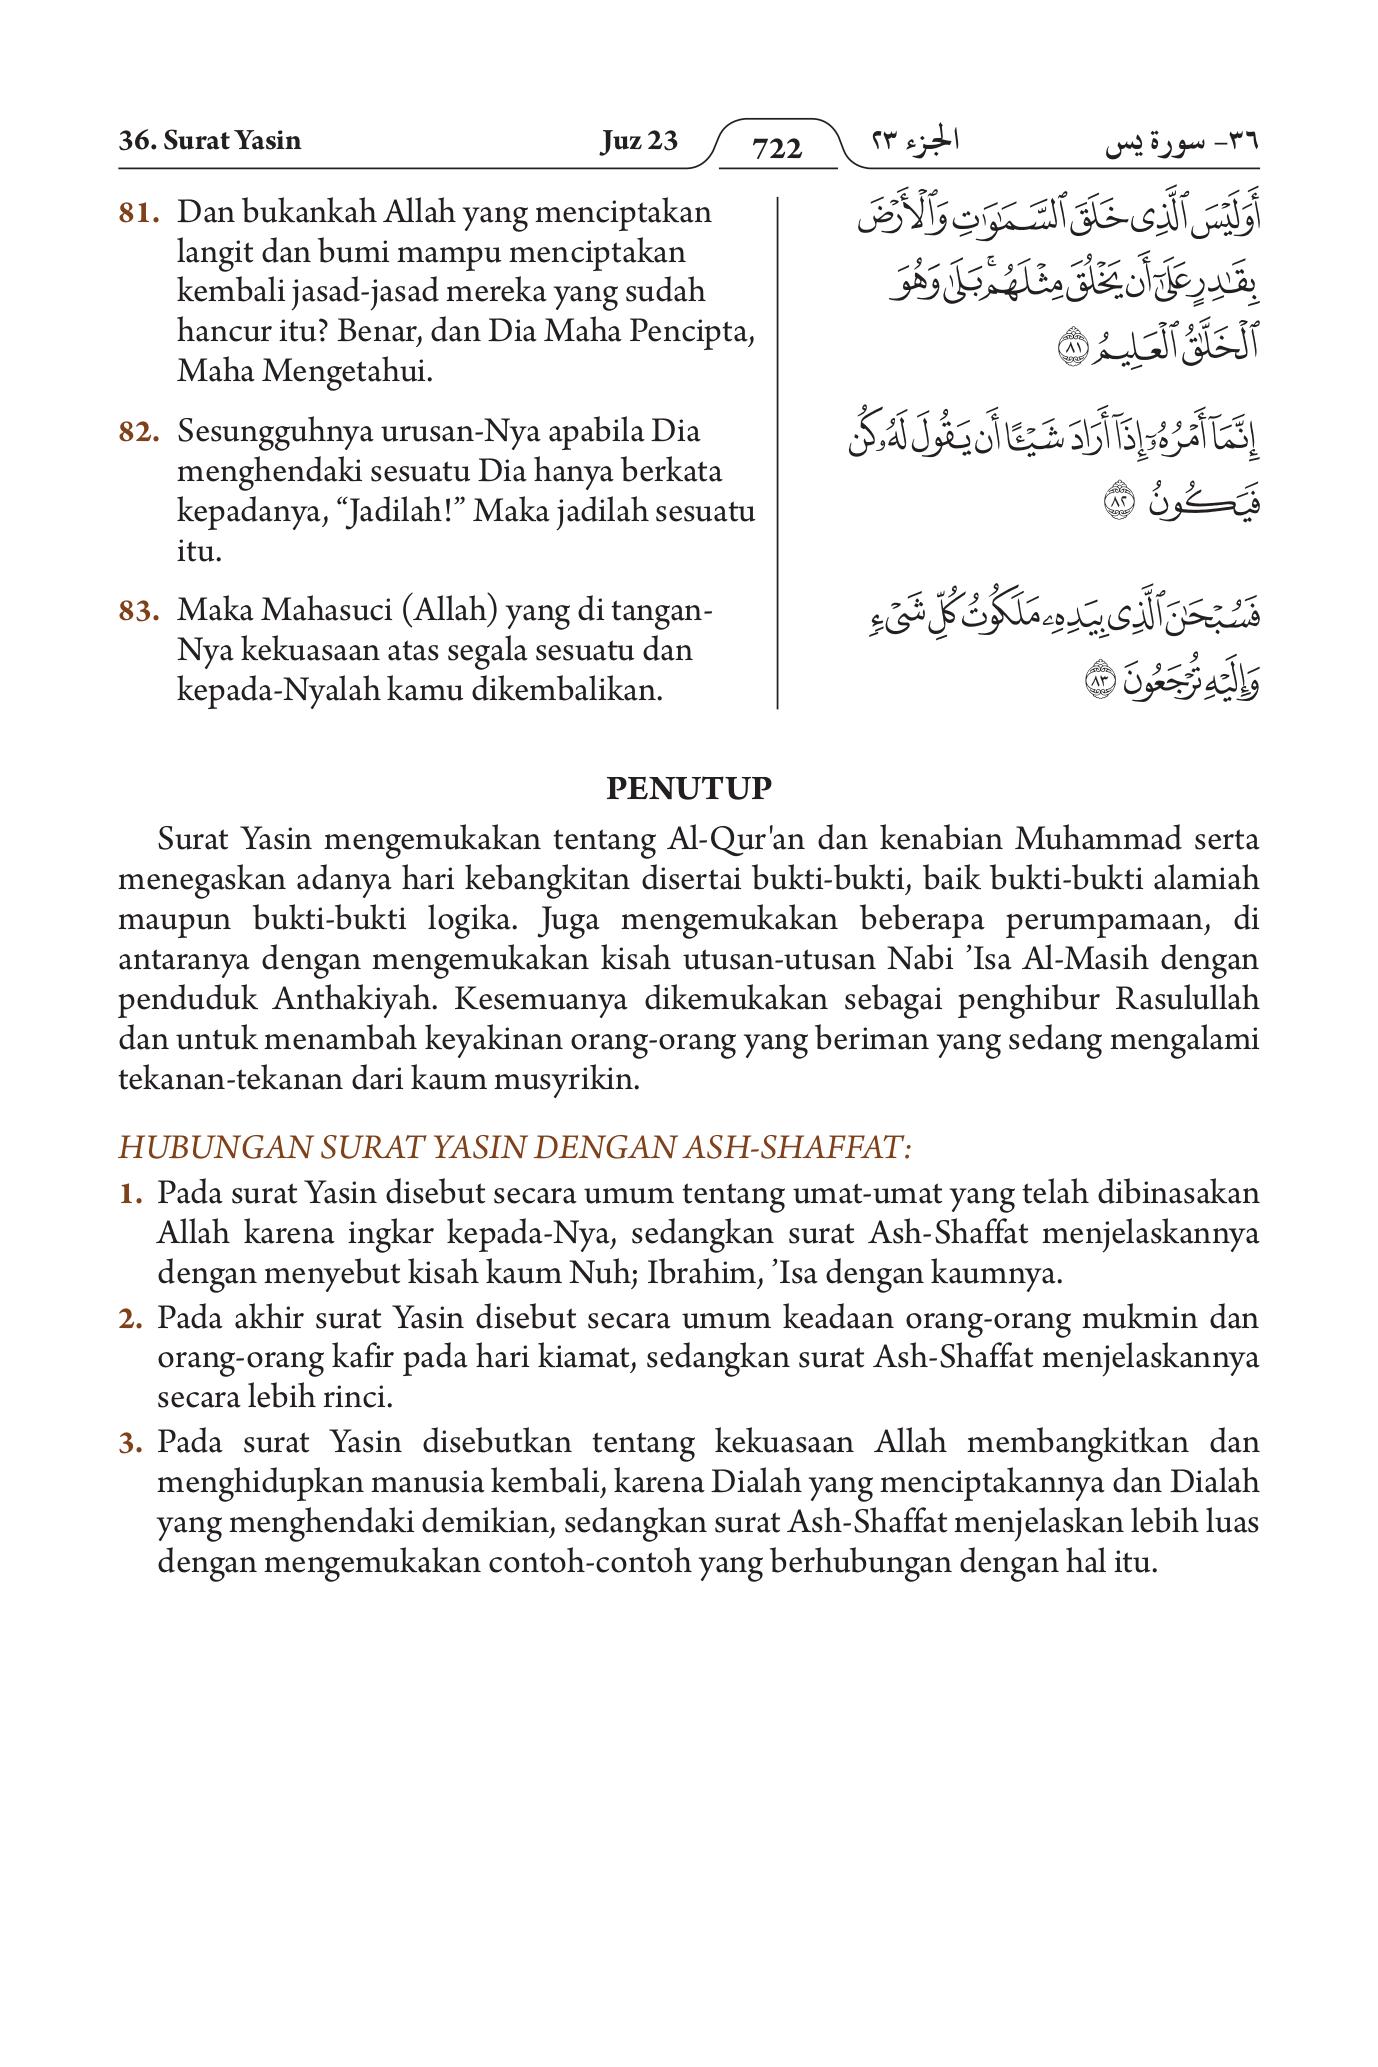 36. Surat Yasin Juz 23 722 الجزء ٢٣ ٣٦- سورة يس
81. Dan bukankah Allah yang menciptakan
langit dan bumi mampu menciptakan
kembali jasad-jasad mereka yang sudah
hancur itu? Benar, dan Dia Maha Pencipta,
Maha Mengetahui.
أَوَلَيْسَ ٱلَّذِى خَلَقَ ٱلسَّمَٰوَٰتِ وَٱلْأَرْضَ
بِقَٰدِرٍ عَلَىٰٓ أَن يَخْلُقَ مِثْلَهُم ۚ بَلَىٰ وَهُوَ
ٱلْخَلَّٰقُ ٱلْعَلِيمُ ٨١
82. Sesungguhnya urusan-Nya apabila Dia
menghendaki sesuatu Dia hanya berkata
kepadanya, “Jadilah!” Maka jadilah sesuatu
itu.
إِنَّمَآ أَمْرُهُۥٓ إِذَآ أَرَادَ شَيْـًٔا أَن يَقُولَ لَهُۥ كُن
فَيَكُونُ ٨٢
83. Maka Mahasuci (Allah) yang di tangan-
Nya kekuasaan atas segala sesuatu dan
kepada-Nyalah kamu dikembalikan.
فَسُبْحَٰنَ ٱلَّذِى بِيَدِهِۦ مَلَكُوتُ كُلِّ شَىْءٍ
وَإِلَيْهِ تُرْجَعُونَ ٨٣
PENUTUP
Surat Yasin mengemukakan tentang Al-Qur'an dan kenabian Muhammad serta
menegaskan adanya hari kebangkitan disertai bukti-bukti, baik bukti-bukti alamiah
maupun bukti-bukti logika. Juga mengemukakan beberapa perumpamaan, di
antaranya dengan mengemukakan kisah utusan-utusan Nabi ’Isa Al-Masih dengan
penduduk Anthakiyah. Kesemuanya dikemukakan sebagai penghibur Rasulullah
dan untuk menambah keyakinan orang-orang yang beriman yang sedang mengalami
tekanan-tekanan dari kaum musyrikin.
HUBUNGAN SURAT YASIN DENGAN ASH-SHAFFAT:
1. Pada surat Yasin disebut secara umum tentang umat-umat yang telah dibinasakan
Allah karena ingkar kepada-Nya, sedangkan surat Ash-Shaffat menjelaskannya
dengan menyebut kisah kaum Nuh; Ibrahim, ’Isa dengan kaumnya.
2. Pada akhir surat Yasin disebut secara umum keadaan orang-orang mukmin dan
orang-orang kafir pada hari kiamat, sedangkan surat Ash-Shaffat menjelaskannya
secara lebih rinci.
3. Pada surat Yasin disebutkan tentang kekuasaan Allah membangkitkan dan
menghidupkan manusia kembali, karena Dialah yang menciptakannya dan Dialah
yang menghendaki demikian, sedangkan surat Ash-Shaffat menjelaskan lebih luas
dengan mengemukakan contoh-contoh yang berhubungan dengan hal itu.